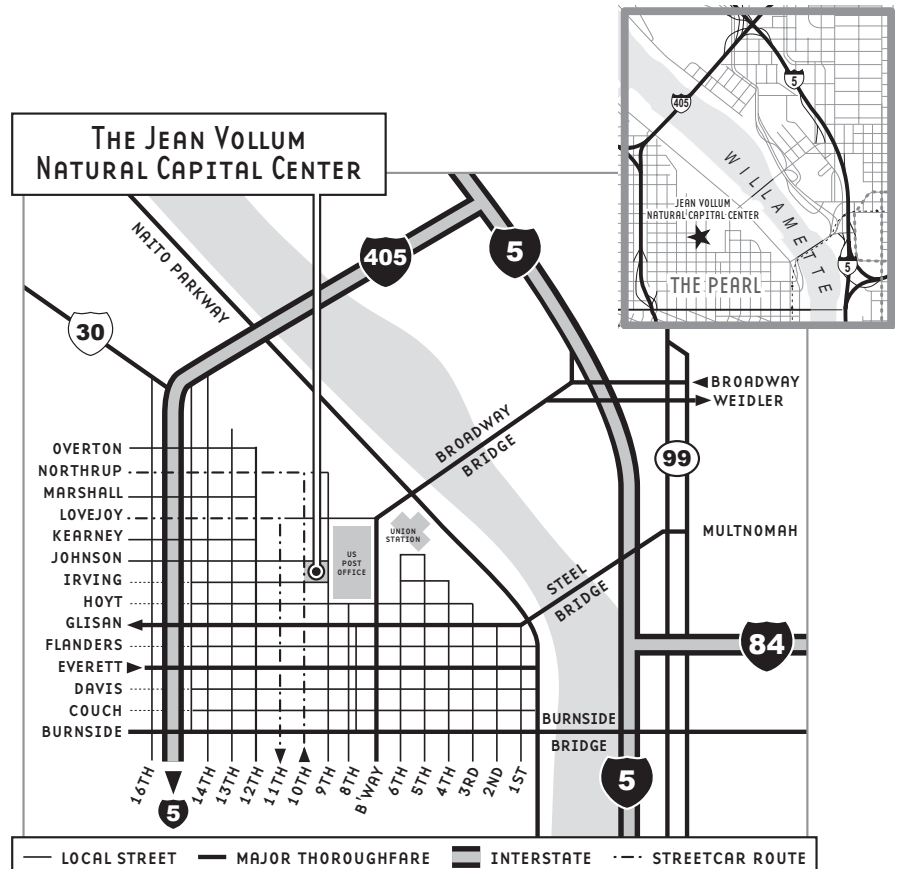 THE JEAN VOLLUM
NATURAL CAPITAL CENTER
405
5
WILLAMETTE
JEAN VOLLUM
NATURAL CAPITAL CENTER
THE PEARL
5
NAITO PARKWAY
405
5
30
BROADWAY
WEIDLER
BROADWAY
BRIDGE
99
OVERTON
NORTHRUP
MARSHALL
LOVEJOY
KEARNEY
JOHNSON
IRVING
HOYT
GLISAN
FLANDERS
EVERETT
DAVIS
COUCH
BURNSIDE
UNION
STATION
US
POST
OFFICE
MULTNOMAH
STEEL
BRIDGE
84
BURNSIDE
BRIDGE
16TH
5
14TH
13TH
12TH
11TH
10TH
9TH
8TH
B'WAY
6TH
5TH
4TH
3RD
2ND
1ST
5
LOCAL STREET
MAJOR THOROUGHFARE
INTERSTATE
STREETCAR ROUTE